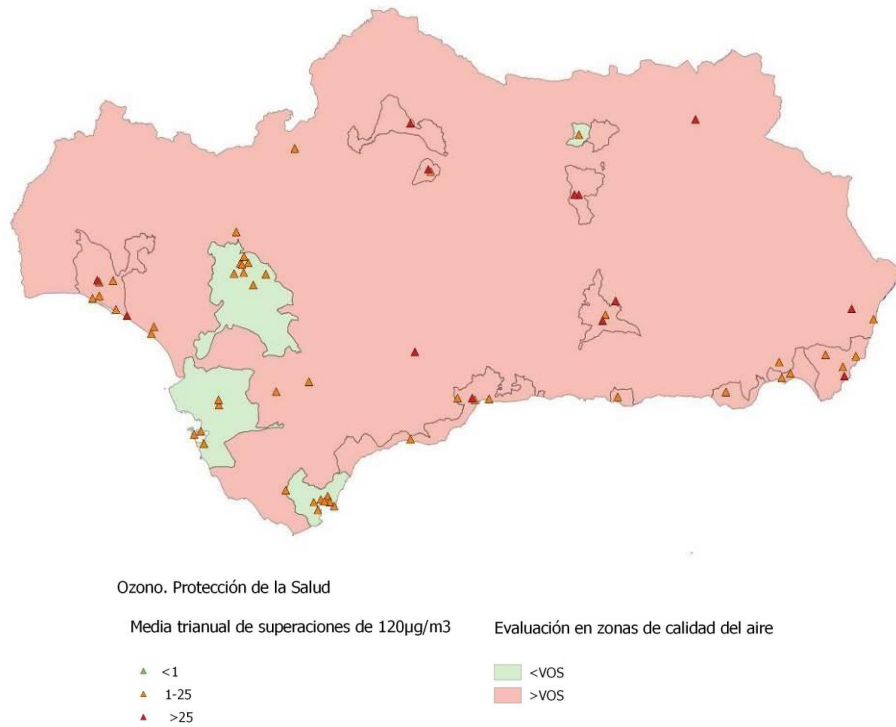 Ozono. Protección de la Salud
Media trianual de superaciones de 120µg/m3
<1
1-25
>25
Evaluación en zonas de calidad del aire
<VOS
>VOS